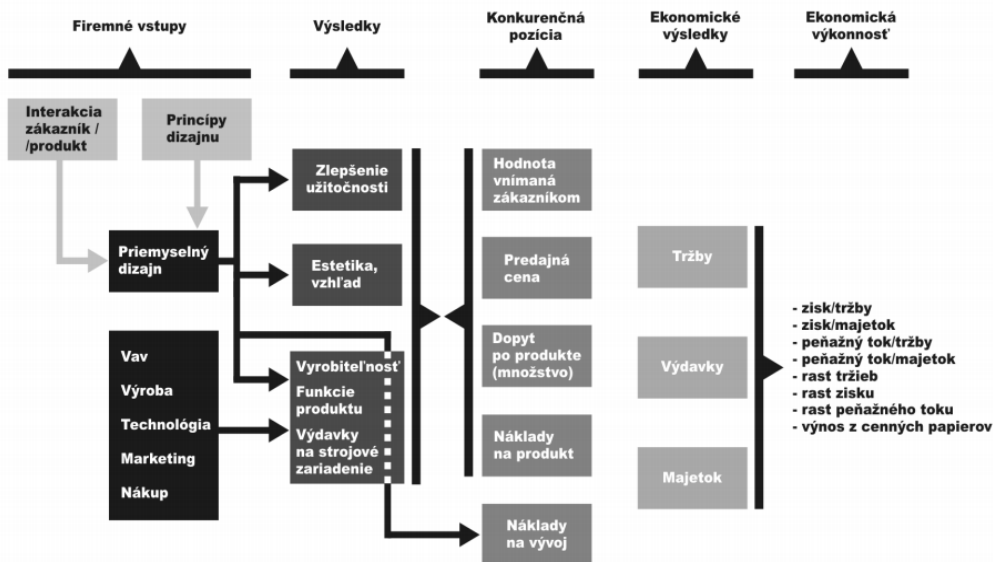 Firemné vstupy
Výsledky
Konkurenčná
pozícia
Ekonomické
výsledky
Ekonomická
výkonnosť
Interakcia
zákazník /
/produkt
Princípy
dizajnu
Priemyselný
dizajn
Vav
Výroba
Technológia
Marketing
Nákup
Zlepšenie
užitočnosti
Estetika,
vzhľad
Vyrobiteľnosť
Funkcie
produktu
Výdavky
na strojové
zariadenie
Hodnota
vnímaná
zákazníkom
Predajná
cena
Dopyt
po produkte
(množstvo)
Náklady
na produkt
Náklady
na vývoj
Tržby
Výdavky
Majetok
- zisk/tržby
- zisk/majetok
- peňažný tok/tržby
- peňažný tok/majetok
- rast tržieb
- rast zisku
- rast peňažného toku
- výnos z cenných papierov